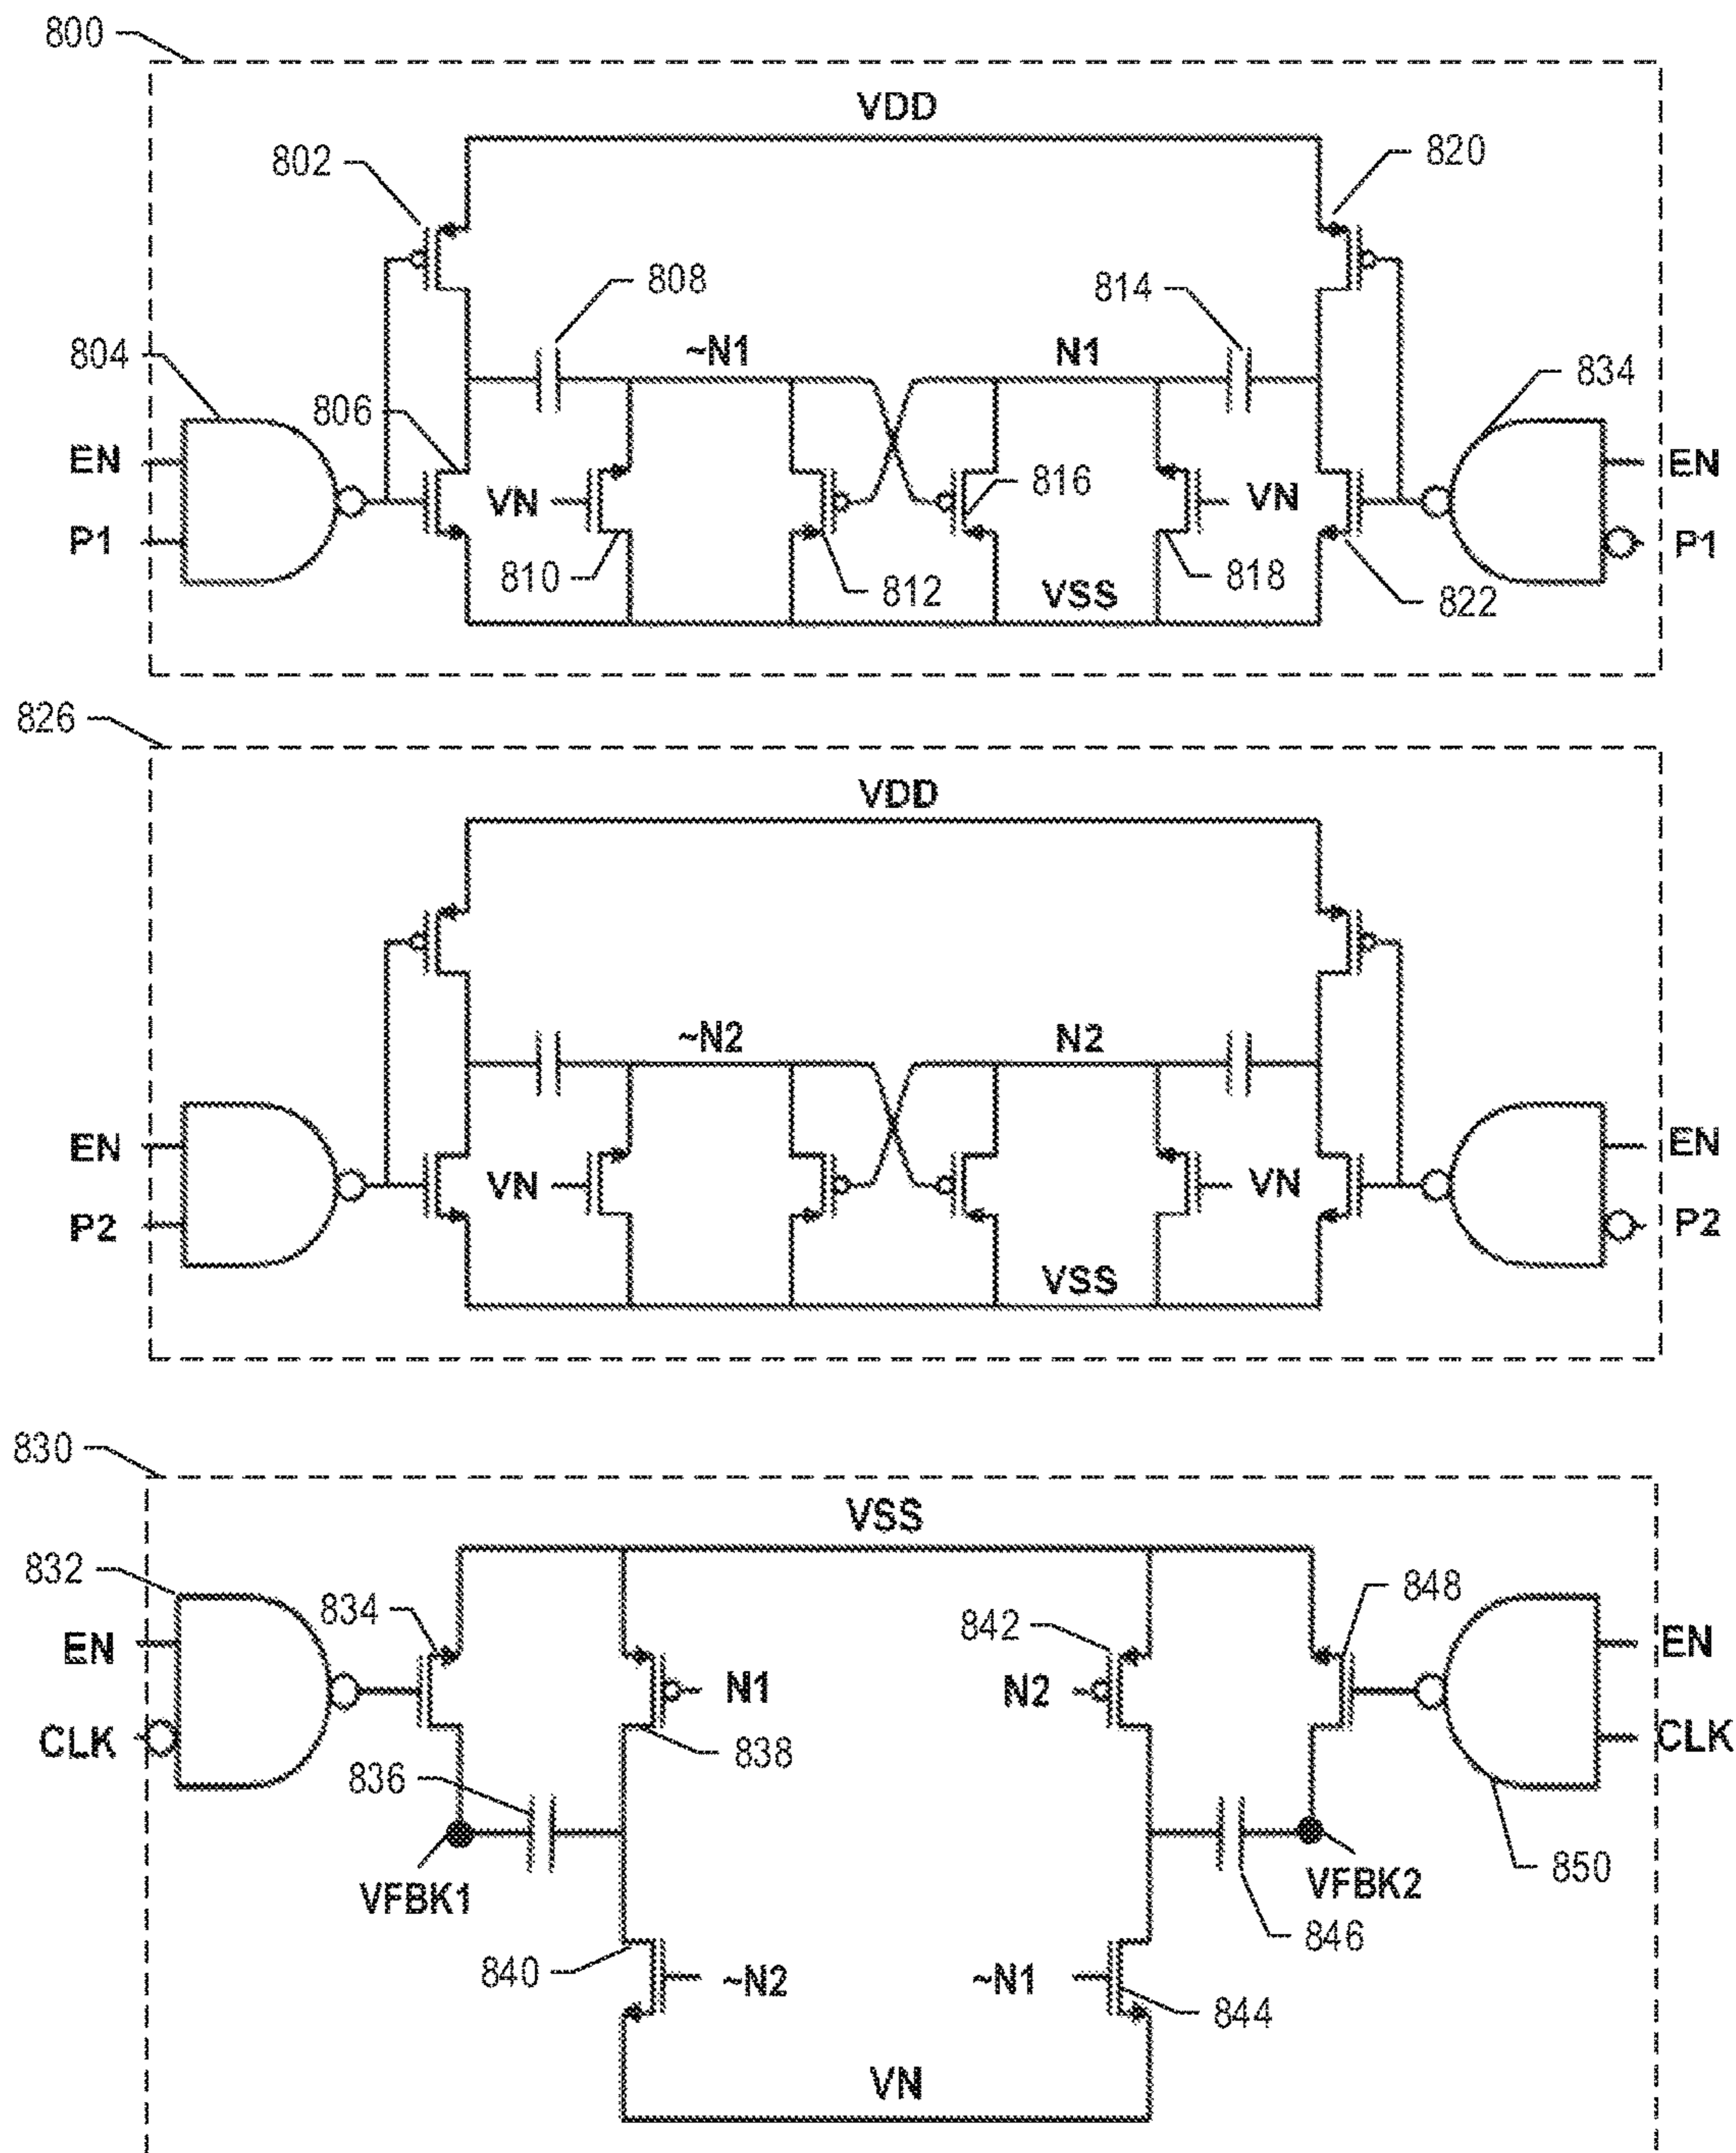 800
VDD
802
820
808
814
804
~N1
N1
834
806
EN
VN
816
VN
EN
P1
P1
810
812
VSS
818
822
826
VDD
~N2
N2
EN
VN
VN
EN
P2
P2
VSS
830
VSS
832
834
842
848
EN
N1
N2
EN
CLK
838
CLK
836
VFBK1
VFBK2
850
846
840
~N2
~N1
844
VN